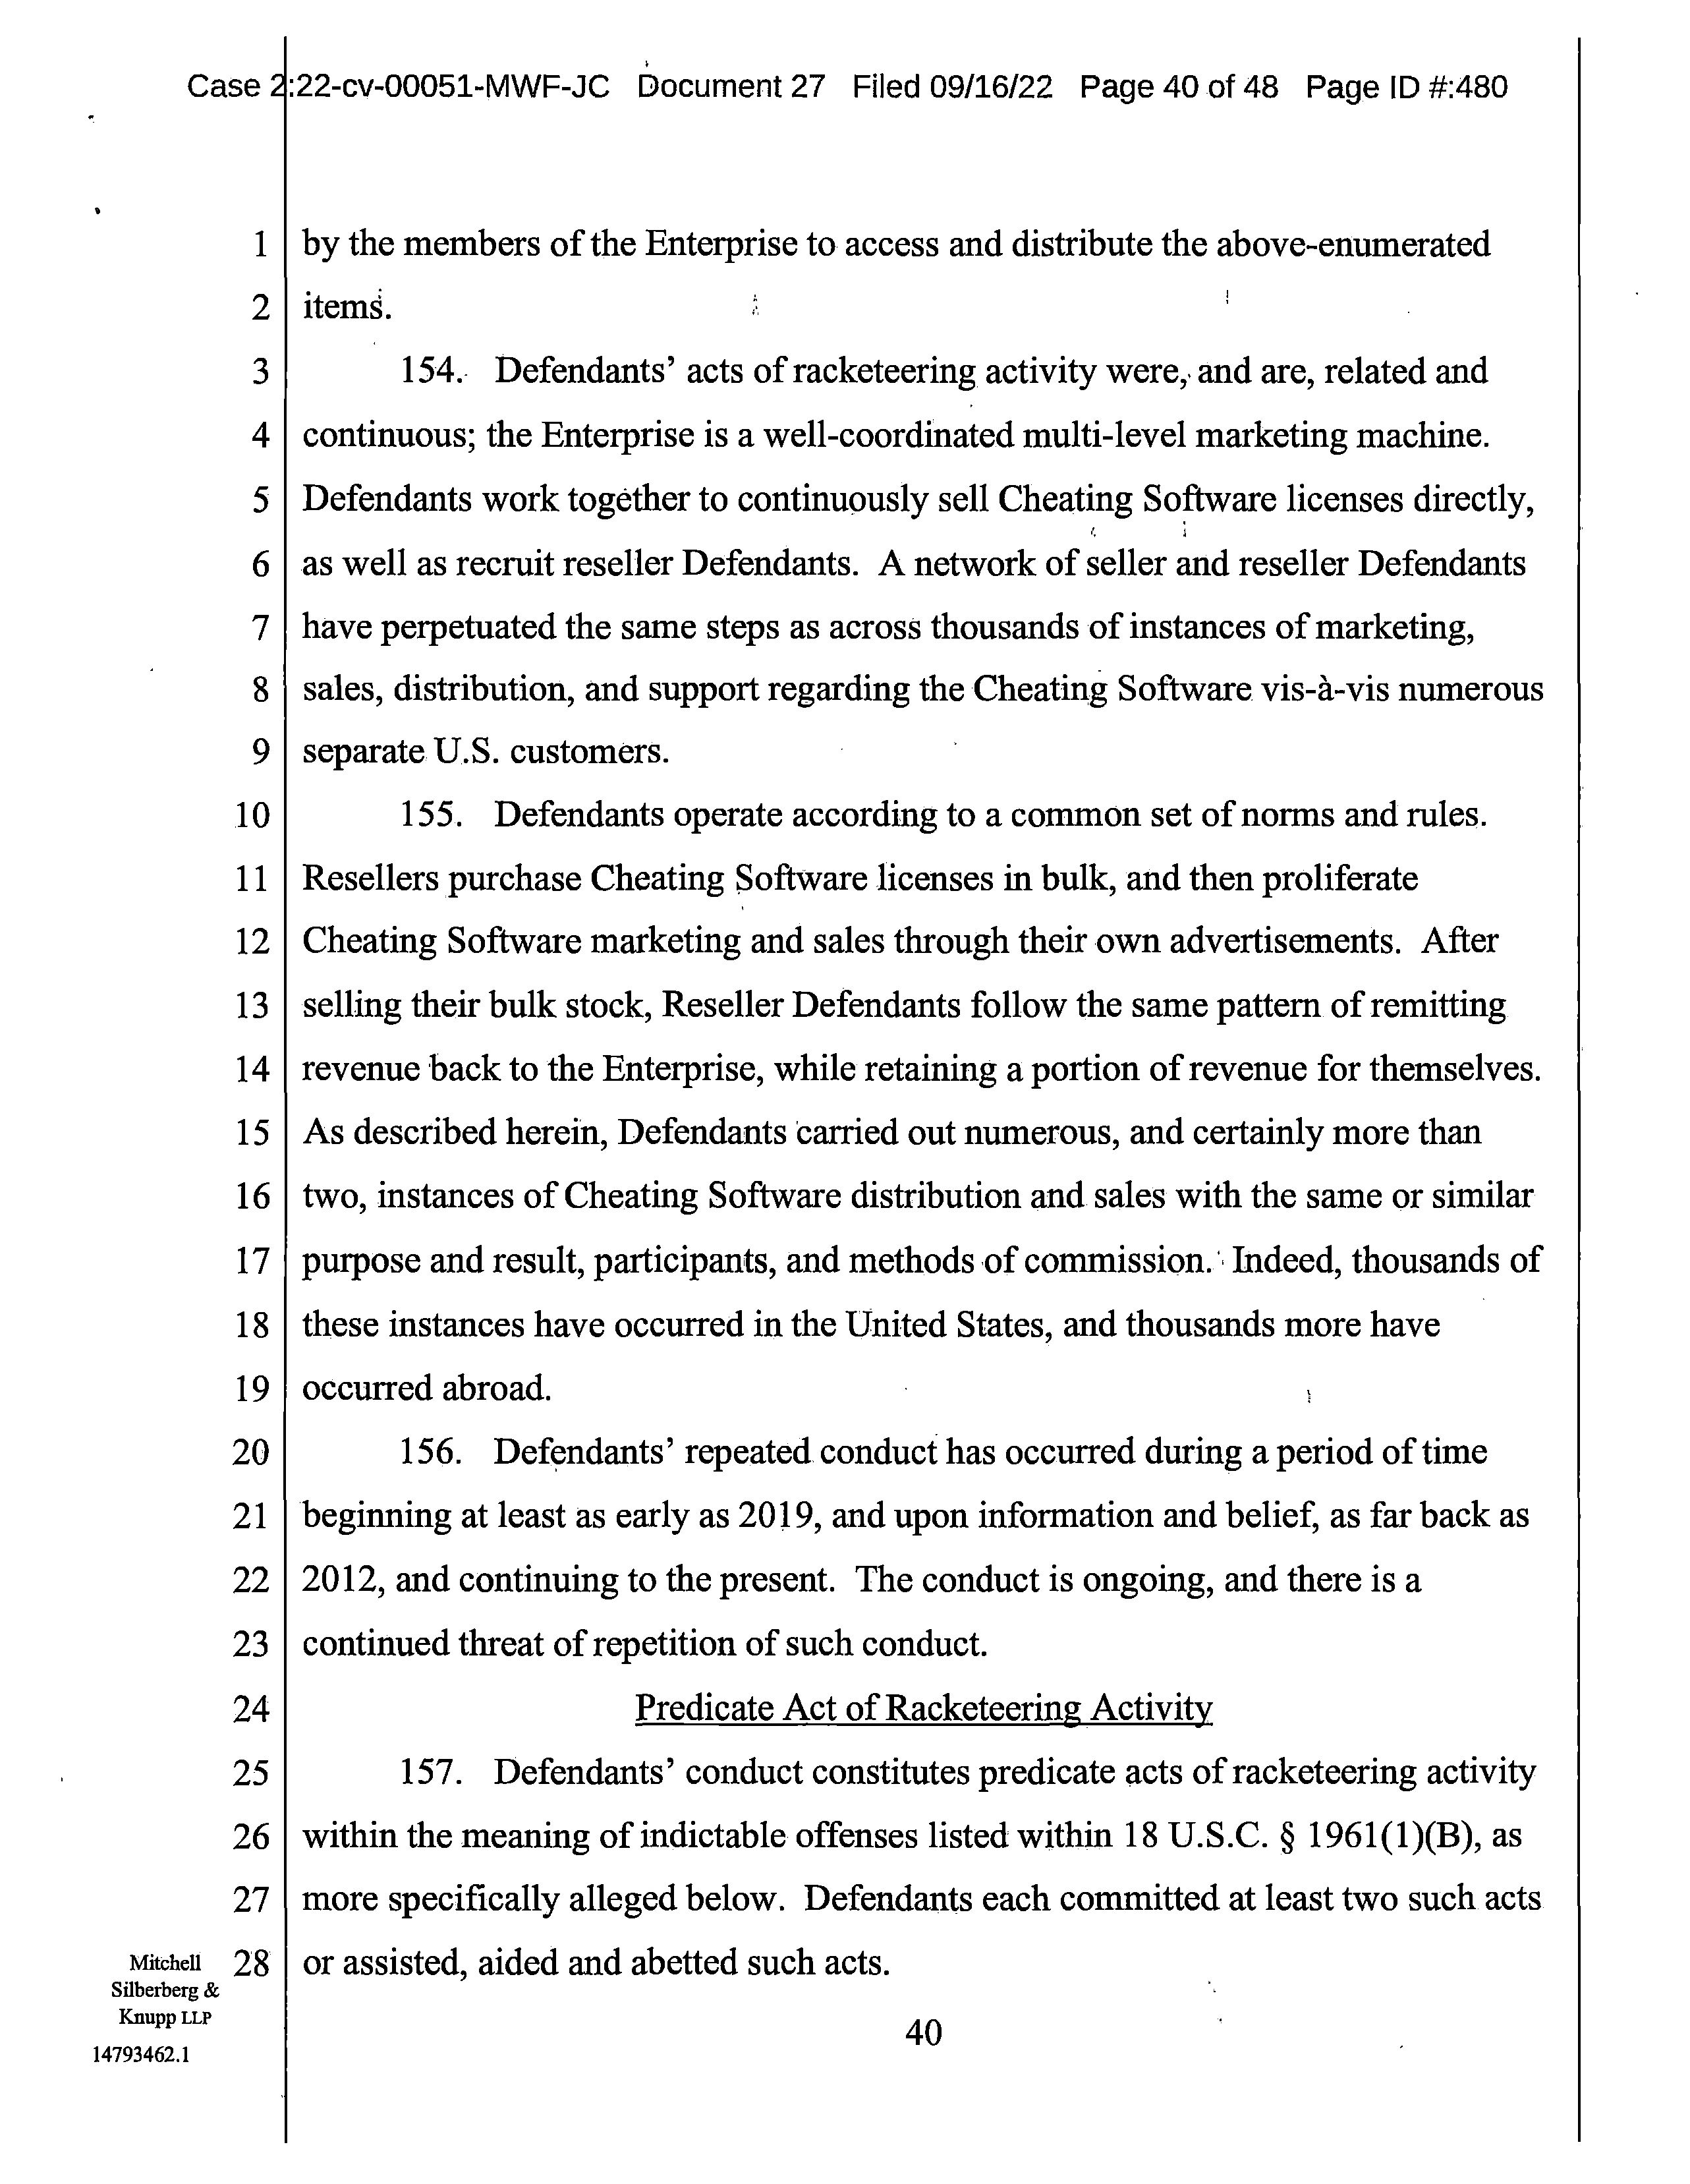 Case 2:22-cv-00051-MWF-JC Document 27 Filed 09/16/22 Page 40 of 48 Page ID #:480
1 by the members of the Enterprise to access and distribute the above-enumerated
2 items.
3 154. Defendants’ acts of racketeering activity were, and are, related and
4 continuous; the Enterprise is a well-coordinated multi-level marketing machine.
5 Defendants work together to continuously sell Cheating Software licenses directly,
6 as well as recruit reseller Defendants. A network of seller and reseller Defendants
7 have perpetuated the same steps as across thousands of instances of marketing,
8 sales, distribution, and support regarding the Cheating Software vis-à-vis numerous
9 separate U.S. customers.
10 155. Defendants operate according to a common set of norms and rules.
11 Resellers purchase Cheating Software licenses in bulk, and then proliferate
12 Cheating Software marketing and sales through their own advertisements. After
13 selling their bulk stock, Reseller Defendants follow the same pattern of remitting
14 revenue back to the Enterprise, while retaining a portion of revenue for themselves.
15 As described herein, Defendants carried out numerous, and certainly more than
16 two, instances of Cheating Software distribution and sales with the same or similar
17 purpose and result, participants, and methods of commission. Indeed, thousands of
18 these instances have occurred in the United States, and thousands more have
19 occurred abroad.
20 156. Defendants’ repeated conduct has occurred during a period of time
21 beginning at least as early as 2019, and upon information and belief, as far back as
22 2012, and continuing to the present. The conduct is ongoing, and there is a
23 continued threat of repetition of such conduct.
24 Predicate Act of Racketeering Activity
25 157. Defendants’ conduct constitutes predicate acts of racketeering activity
26 within the meaning of indictable offenses listed within 18 U.S.C. § 1961(1)(B), as
27 more specifically alleged below. Defendants each committed at least two such acts
28 or assisted, aided and abetted such acts.
Mitchell
Silberberg &
Knupp LLP
14793462.1
40